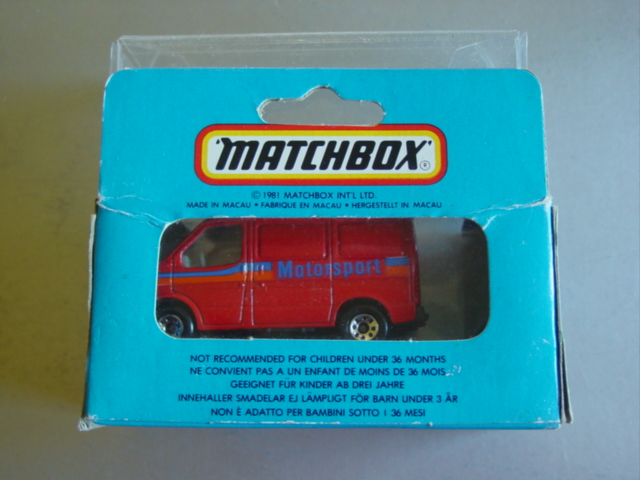 'MATCHBOX'®
© 1981 MATCHBOX INT'L LTD.
MADE IN MACAU • FABRIQUE EN MACAU • HERGESTELLT IN MACAU
Motorsport
NOT RECOMMENDED FOR CHILDREN UNDER 36 MONTHS
NE CONVIENT PAS A UN ENFANT DE MOINS DE 36 MOIS
GEEIGNET FÜR KINDER AB DREI JAHRE
INNEHALLER SMADELAR EJ LÄMPLIGT FÖR BARN UNDER 3 ÅR
NON È ADATTO PER BAMBINI SOTTO I 36 MESI